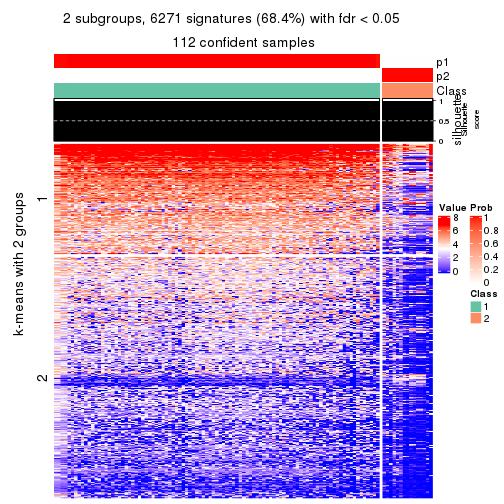 2 subgroups, 6271 signatures (68.4%) with fdr < 0.05
112 confident samples
p1
p2
Class
silhouette
Silhouette
score
1
0.5
0
k-means with 2 groups
1
2
Value
8
6
4
2
0
Prob
1
0.8
0.6
0.4
0.2
0
Class
1
2